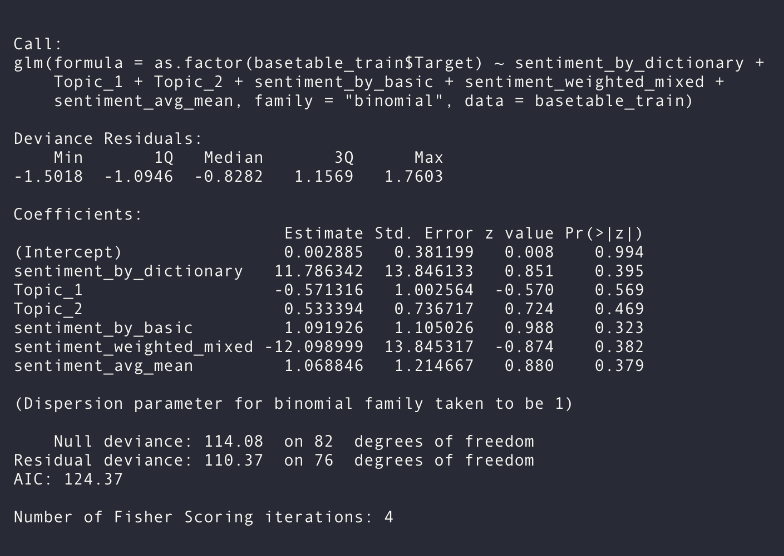 Call:
glm(formula = as.factor(basetable_train$Target) ~ sentiment_by_dictionary +
    Topic_1 + Topic_2 + sentiment_by_basic + sentiment_weighted_mixed +
    sentiment_avg_mean, family = "binomial", data = basetable_train)

Deviance Residuals:
    Min       1Q   Median       3Q      Max
-1.5018  -1.0946  -0.8282   1.1569   1.7603

Coefficients:
                           Estimate Std. Error z value Pr(>|z|)
(Intercept)                0.002885   0.381199   0.008    0.994
sentiment_by_dictionary   11.786342  13.846133   0.851    0.395
Topic_1                   -0.571316   1.002564  -0.570    0.569
Topic_2                    0.533394   0.736717   0.724    0.469
sentiment_by_basic         1.091926   1.105026   0.988    0.323
sentiment_weighted_mixed -12.098999  13.845317  -0.874    0.382
sentiment_avg_mean         1.068846   1.214667   0.880    0.379

(Dispersion parameter for binomial family taken to be 1)

    Null deviance: 114.08  on 82  degrees of freedom
Residual deviance: 110.37  on 76  degrees of freedom
AIC: 124.37

Number of Fisher Scoring iterations: 4